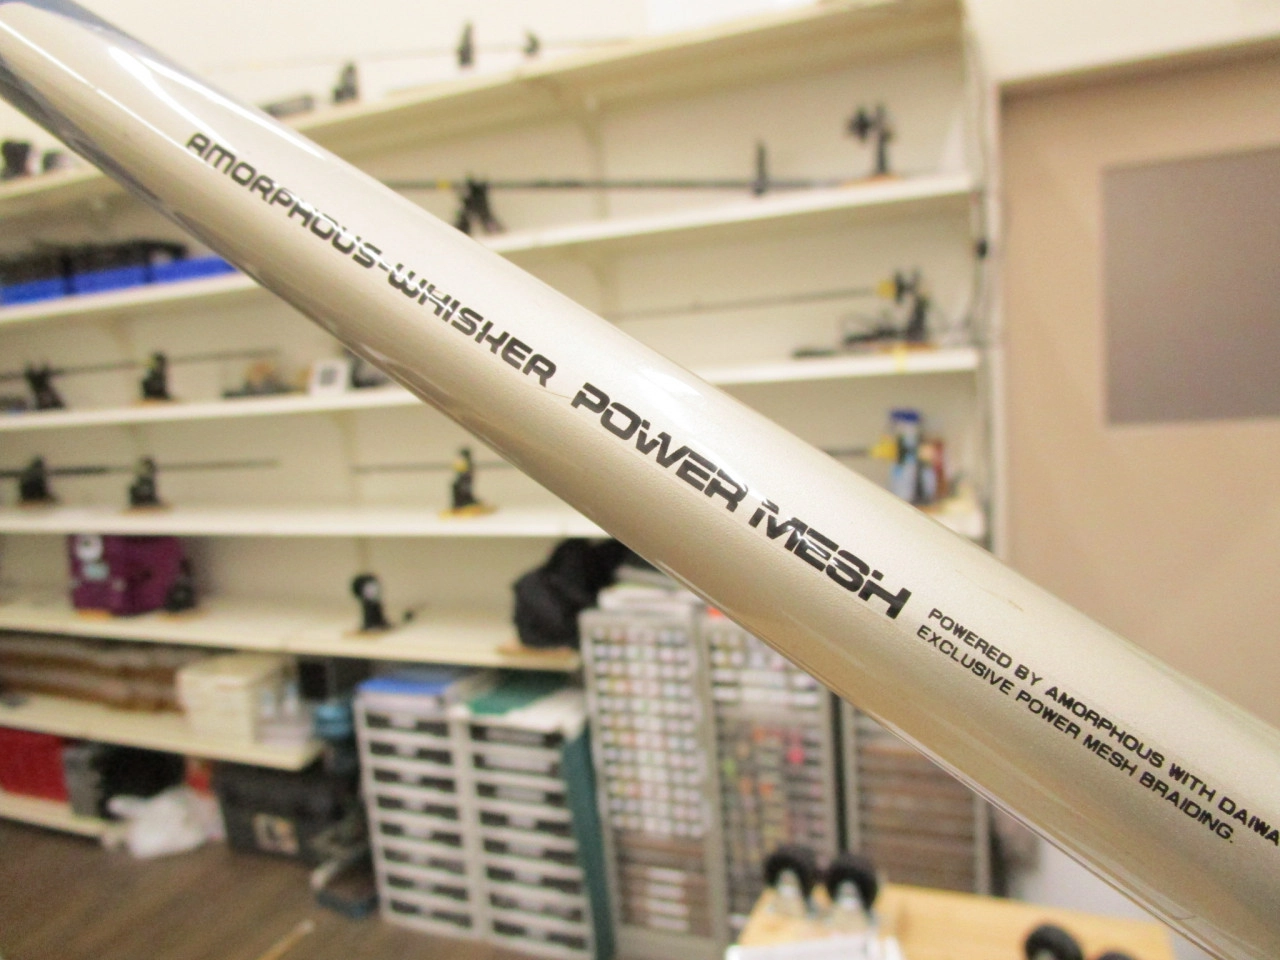 AMORPHOUS-WHISKER POWER MESH
POWERED BY AMORPHOUS WITH DAIWA
EXCLUSIVE POWER MESH BRAIDING.